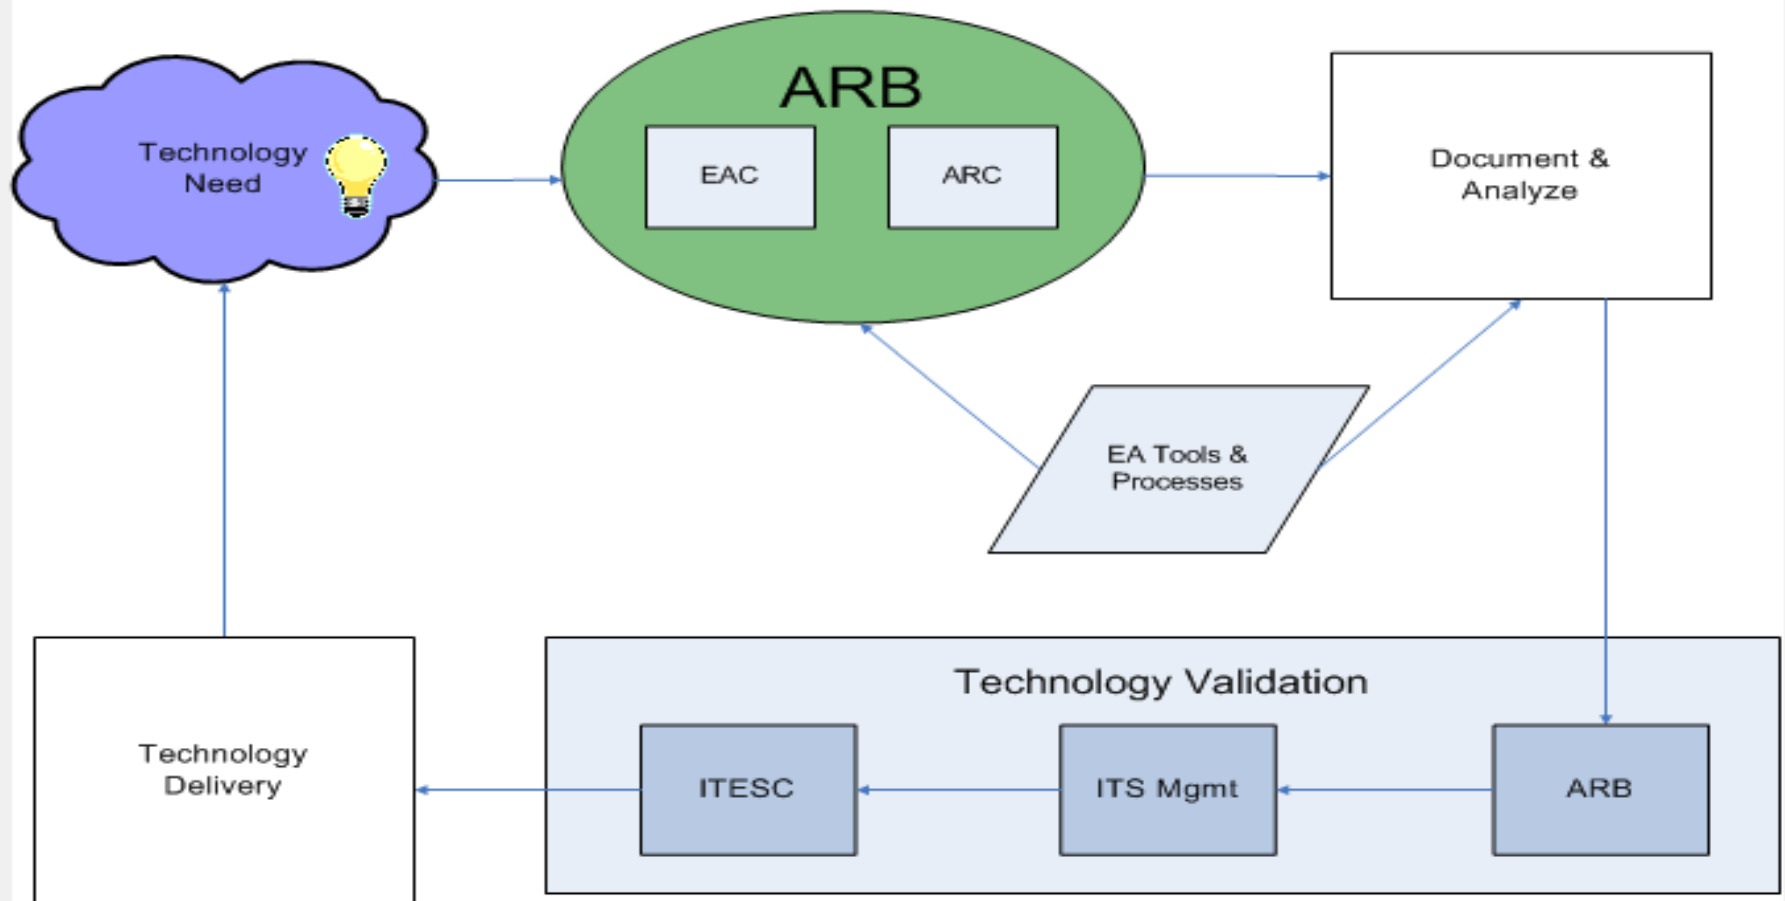 Technology
Need
ARB
EAC
ARC
Document &
Analyze
EA Tools &
Processes
Technology Validation
ITESC
ITS Mgmt
ARB
Technology
Delivery